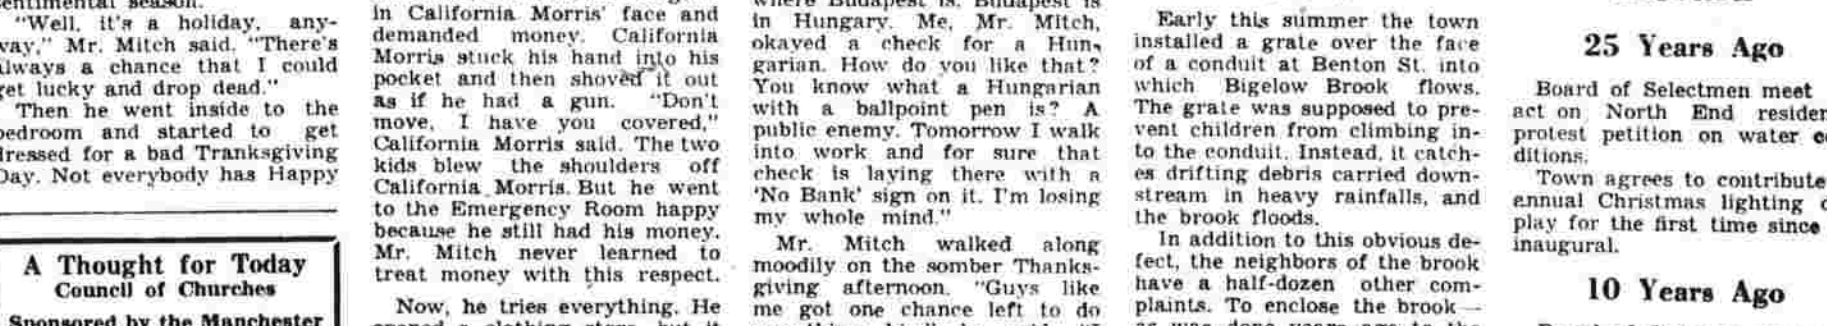 "Well, it's a holiday, any-
way," Mr. Mitch said. "There's
always a chance that I could
get lucky and drop dead."
Then he went inside to the
bedroom and started to get
dressed for a bad Tranksgiving
Day. Not everybody has Happy
A Thought for Today
Council of Churches
Sponsored by the Manchester
in California Morris' face and
demanded money. California
Morris stuck his hand into his
pocket and then shoved it out
as if he had a gun. "Don't
move, I have you covered,"
California Morris said. The two
kids blew the shoulders off
California Morris. But he went
to the Emergency Room happy
because he still had his money.
Mr. Mitch never learned to
treat money with this respect.
Now, he tries everything. He
where Budapest is. Budapest is
in Hungary. Me, Mr. Mitch,
okayed a check for a Hun-
garian. How do you like that?
You know what a Hungarian
with a ballpoint pen is? A
public enemy. Tomorrow I walk
into work and for sure that
check is laying there with a
'No Bank' sign on it. I'm losing
my whole mind."
Mr. Mitch walked along
moodily on the somber Thanks-
giving afternoon. "Guys like
me got one chance left to do
Early this summer the town
installed a grate over the face
of a conduit at Benton St. into
which Bigelow Brook flows.
The grate was supposed to pre-
vent children from climbing in-
to the conduit. Instead, it catch-
es drifting debris carried down-
stream in heavy rainfalls, and
the brook floods.
In addition to this obvious de-
fect, the neighbors of the brook
have a half-dozen other com-
plaints. To enclose the brook —
25 Years Ago
Board of Selectmen meet
act on North End
protest petition on water
ditions.
Town agrees to contribute
annual Christmas lighting
play for the first time since
inaugural.
10 Years Ago